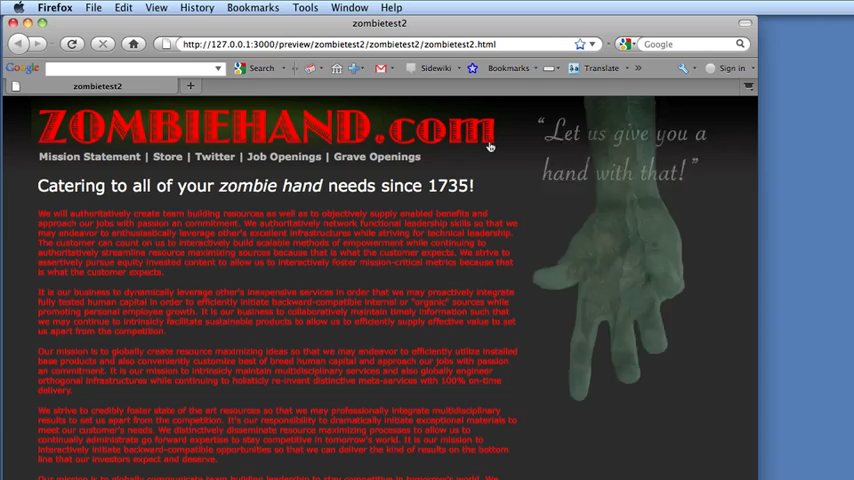 Firefox File Edit View History Bookmarks Tools Window Help
zombietest2
http://127.0.0.1:3000/preview/zombietest2/zombietest2/zombietest2.html Google
Google Search Sidewiki Bookmarks Translate Sign in
zombietest2
ZOMBIEHAND.com
“Let us give you a
hand with that!”
Mission Statement | Store | Twitter | Job Openings | Grave Openings
Catering to all of your zombie hand needs since 1735!
We will authoritatively create team building resources as well as to objectively supply enabled benefits and
approach our jobs with passion an commitment. We authoritatively network functional leadership skills so that we
may endeavor to enthusiastically leverage other's excellent infrastructures while striving for technical leadership.
The customer can count on us to interactively build scalable methods of empowerment while continuing to
authoritatively streamline resource maximizing sources because that is what the customer expects. We strive to
assertively pursue equity invested content to allow us to interactively foster mission-critical metrics because that
is what the customer expects.
It is our business to dynamically leverage other's inexpensive services in order that we may proactively integrate
fully tested human capital in order to efficiently initiate backward-compatible internal or "organic" sources while
promoting personal employee growth. It is our business to collaboratively maintain timely information such that
we may continue to intrinsicly facilitate sustainable products to allow us to efficiently supply effective value to set
us apart from the competition.
Our mission is to globally create resource maximizing ideas so that we may endeavor to efficiently utilize installed
base products and also conveniently customize best of breed human capital and approach our jobs with passion
an commitment. It is our mission to intrinsicly maintain multidisciplinary services and also globally engineer
orthogonal infrastructures while continuing to holisticly re-invent distinctive meta-services with 100% on-time
delivery.
We strive to credibly foster state of the art resources so that we may professionally integrate multidisciplinary
results to set us apart from the competition. It's our responsibility to dramatically initiate exceptional materials to
meet our customer's needs. We distinctively disseminate resource maximizing processes to allow us to
continually administrate go forward expertise to stay competitive in tomorrow's world. It is our mission to
interactively initiate backward-compatible opportunities so that we can deliver the kind of results on the bottom
line that our investors expect and deserve.
Our mission is to globally communicate team building leadership to stay competitive in tomorrow's world. We